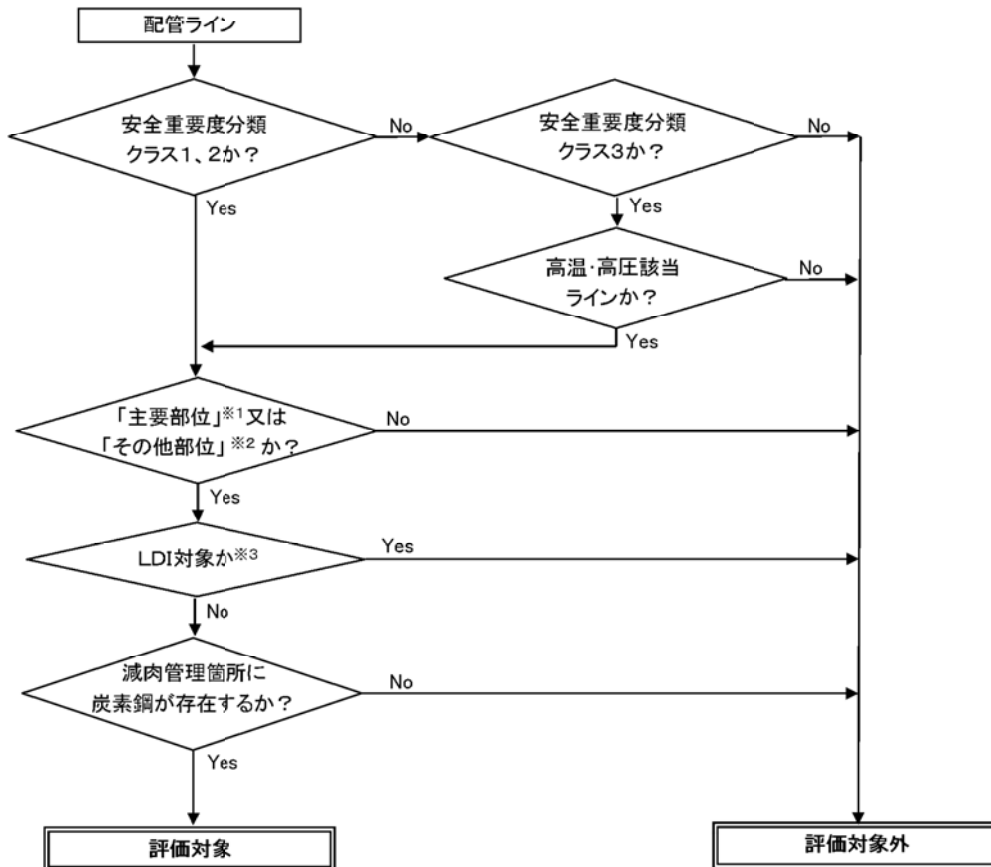 配管ライン
安全重要度分類
クラス1、2か?
No
安全重要度分類
クラス3か?
No
Yes
Yes
高温・高圧該当
ラインか?
No
Yes
「主要部位」※1又は
「その他部位」※2か?
No
Yes
LDI対象か※3
Yes
No
減肉管理箇所に
炭素鋼が存在するか?
No
Yes
評価対象
評価対象外